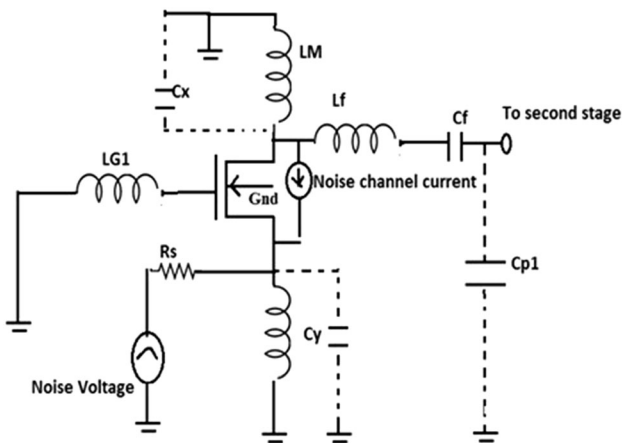 LM
Cx
Lf
Cf
To second stage
LG1
Gnd
Noise channel current
Rs
Cp1
Cy
Noise Voltage